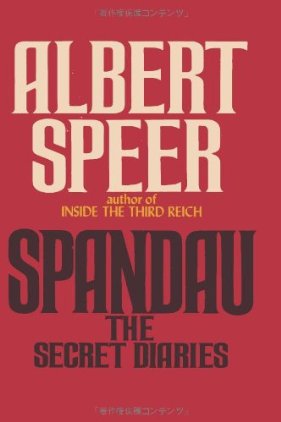 「著作権保護コンテンツ」
ALBERT
SPEER
author of
INSIDE THE THIRD REICH
SPANDAU
THE
SECRET DIARIES
「著作権保護コンテンツ」